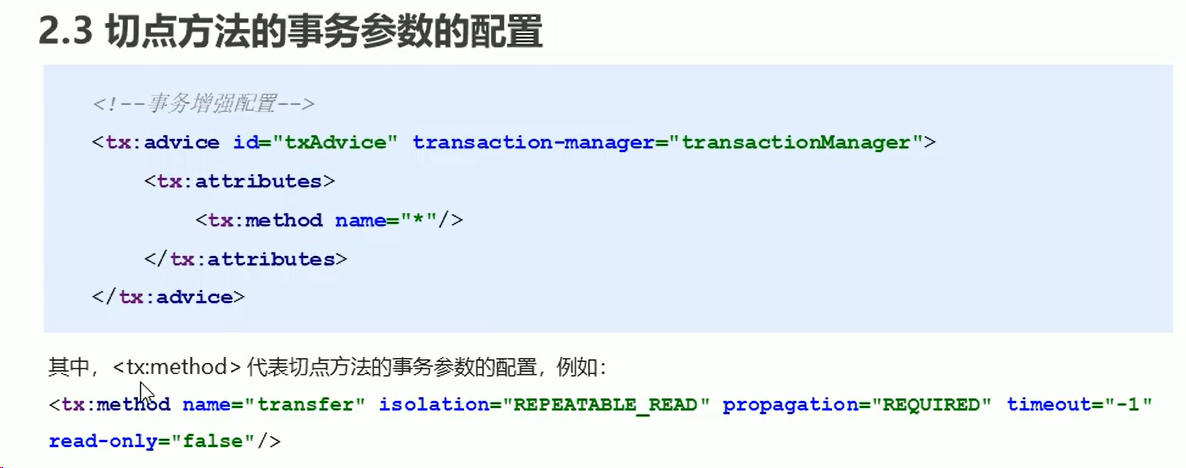 2.3 切点方法的事务参数的配置
<!--事务增强配置-->
<tx:advice id="txAdvice" transaction-manager="transactionManager">
<tx:attributes>
<tx:method name="*"/>
</tx:attributes>
</tx:advice>
其中，<tx:method> 代表切点方法的事务参数的配置，例如：
<tx:method name="transfer" isolation="REPEATABLE_READ" propagation="REQUIRED" timeout="-1"
read-only="false"/>